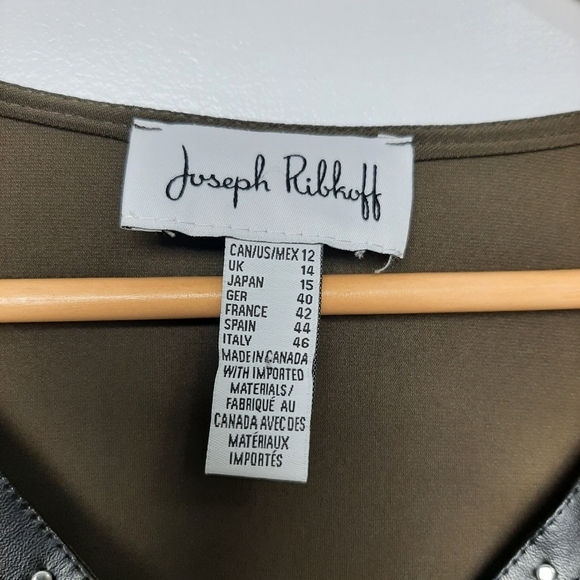 Joseph Ribkoff
CAN/US/MEX 12
UK 14
JAPAN 15
GER 40
FRANCE 42
SPAIN 44
ITALY 46
MADE IN CANADA
WITH IMPORTED
MATERIALS/
FABRIQUÉ AU
CANADA AVEC DES
MATÉRIAUX
IMPORTÉS